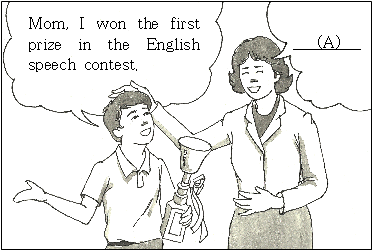 Mom, I won the first
prize in the English
speech contest.
(A)